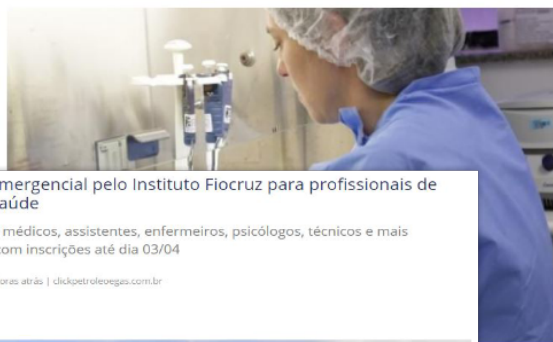 mergencial pelo Instituto Fiocruz para profissionais de
aúde
médicos, assistentes, enfermeiros, psicólogos, técnicos e mais
com inscrições até dia 03/04
oras atrás | clickpetroleoegas.com.br